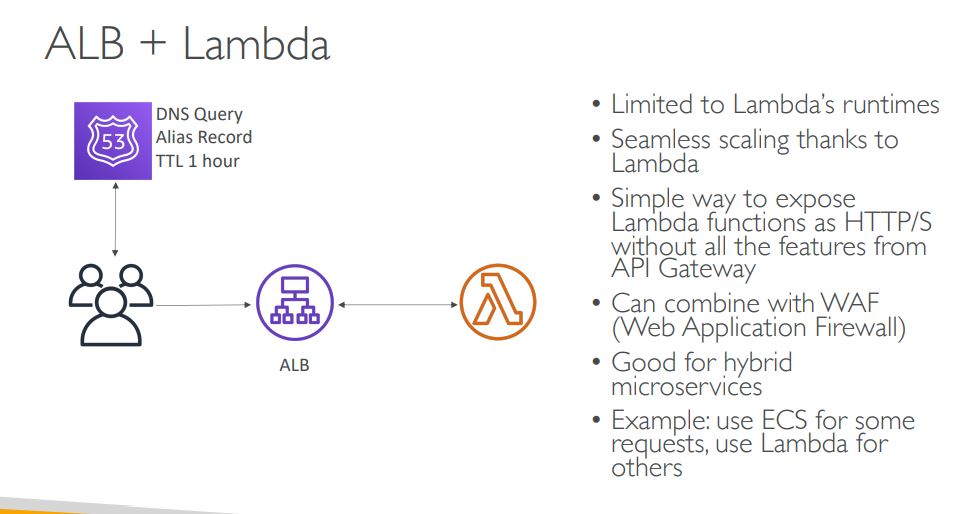 ALB + Lambda
53
DNS Query
Alias Record
TTL 1 hour
ALB
• Limited to Lambda's runtimes
• Seamless scaling thanks to
Lambda
• Simple way to expose
Lambda functions as HTTP/S
without all the features from
API Gateway
• Can combine with WAF
(Web Application Firewall)
• Good for hybrid
microservices
• Example: use ECS for some
requests, use Lambda for
others